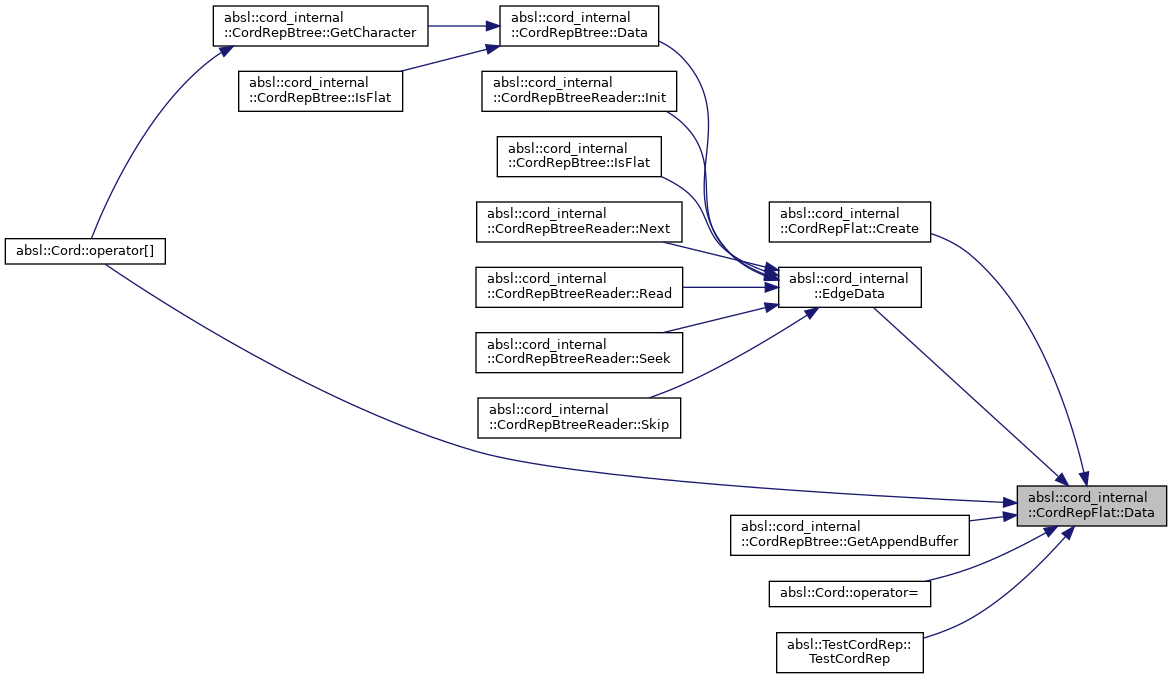 absl::cord_internal
::CordRepBtree::GetCharacter
absl::cord_internal
::CordRepBtree::Data
absl::cord_internal
::CordRepBtree::IsFlat
absl::cord_internal
::CordRepBtreeReader::Init
absl::cord_internal
::CordRepBtree::IsFlat
absl::cord_internal
::CordRepBtreeReader::Next
absl::cord_internal
::CordRepFlat::Create
absl::Cord::operator[]
absl::cord_internal
::CordRepBtreeReader::Read
absl::cord_internal
::EdgeData
absl::cord_internal
::CordRepBtreeReader::Seek
absl::cord_internal
::CordRepBtreeReader::Skip
absl::cord_internal
::CordRepFlat::Data
absl::cord_internal
::CordRepBtree::GetAppendBuffer
absl::Cord::operator=
absl::TestCordRep::
TestCordRep